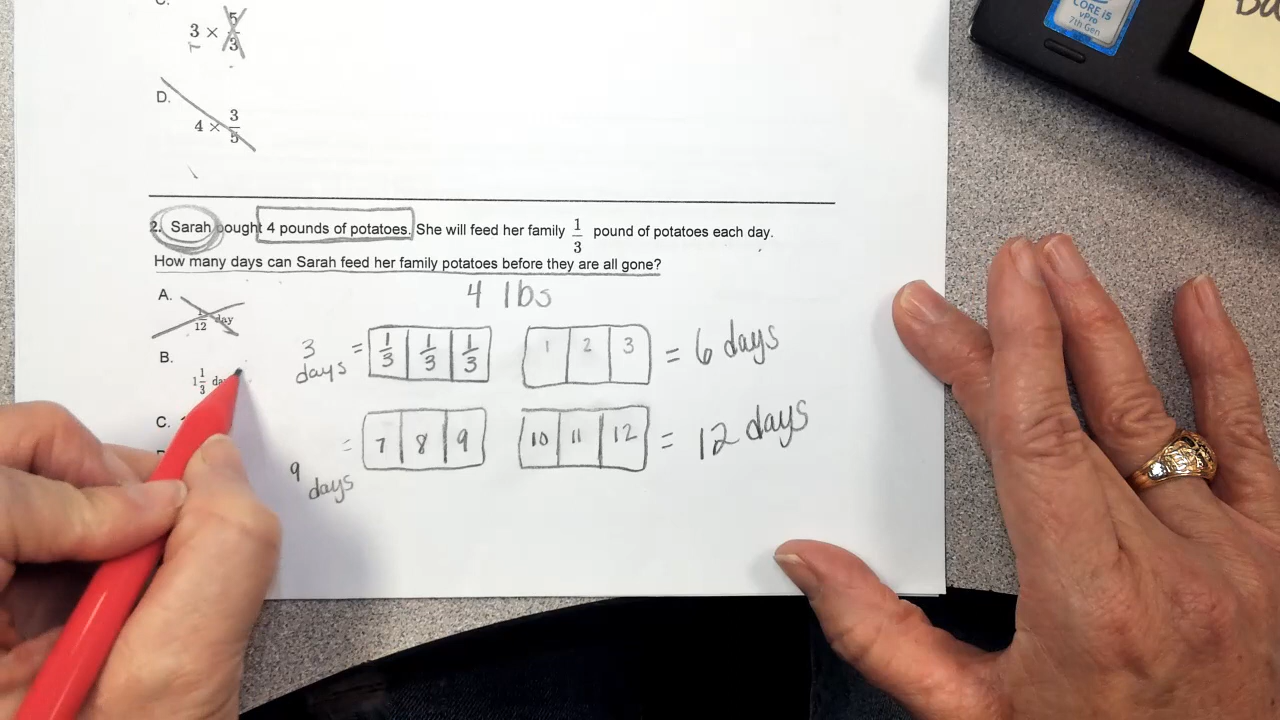 C.
3 × 5/3
D.
4 × 3/5
2. Sarah bought 4 pounds of potatoes. She will feed her family 1/3 pound of potatoes each day.
How many days can Sarah feed her family potatoes before they are all gone?
4 lbs
A.
1/12 day
3 days = 1/3 1/3 1/3 1 2 3 = 6 days
B.
1 1/3
C.
9 days = 7 8 9 10 11 12 = 12 days
CORE i5
vPro
7th Gen